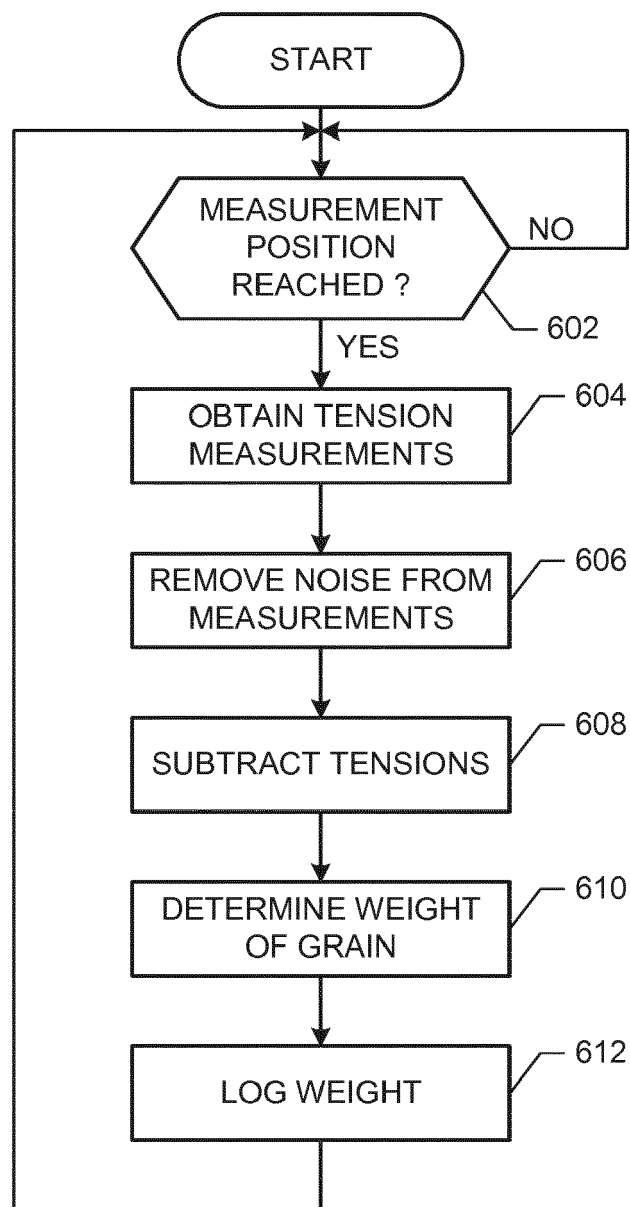 START
MEASUREMENT
POSITION
REACHED ?
NO
602
YES
604
OBTAIN TENSION
MEASUREMENTS
606
REMOVE NOISE FROM
MEASUREMENTS
608
SUBTRACT TENSIONS
610
DETERMINE WEIGHT
OF GRAIN
612
LOG WEIGHT